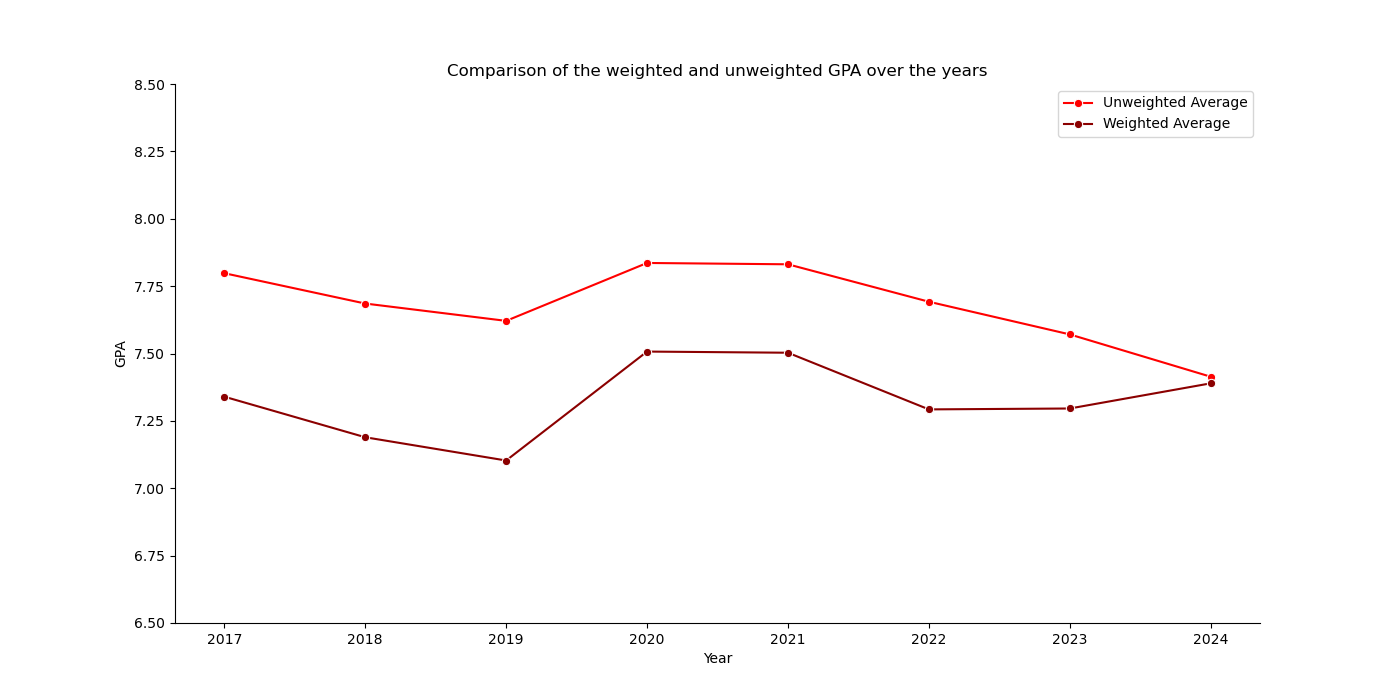 Comparison of the weighted and unweighted GPA over the years
Unweighted Average
Weighted Average
GPA
8.50
8.25
8.00
7.75
7.50
7.25
7.00
6.75
6.50
2017 2018 2019 2020 2021 2022 2023 2024
Year